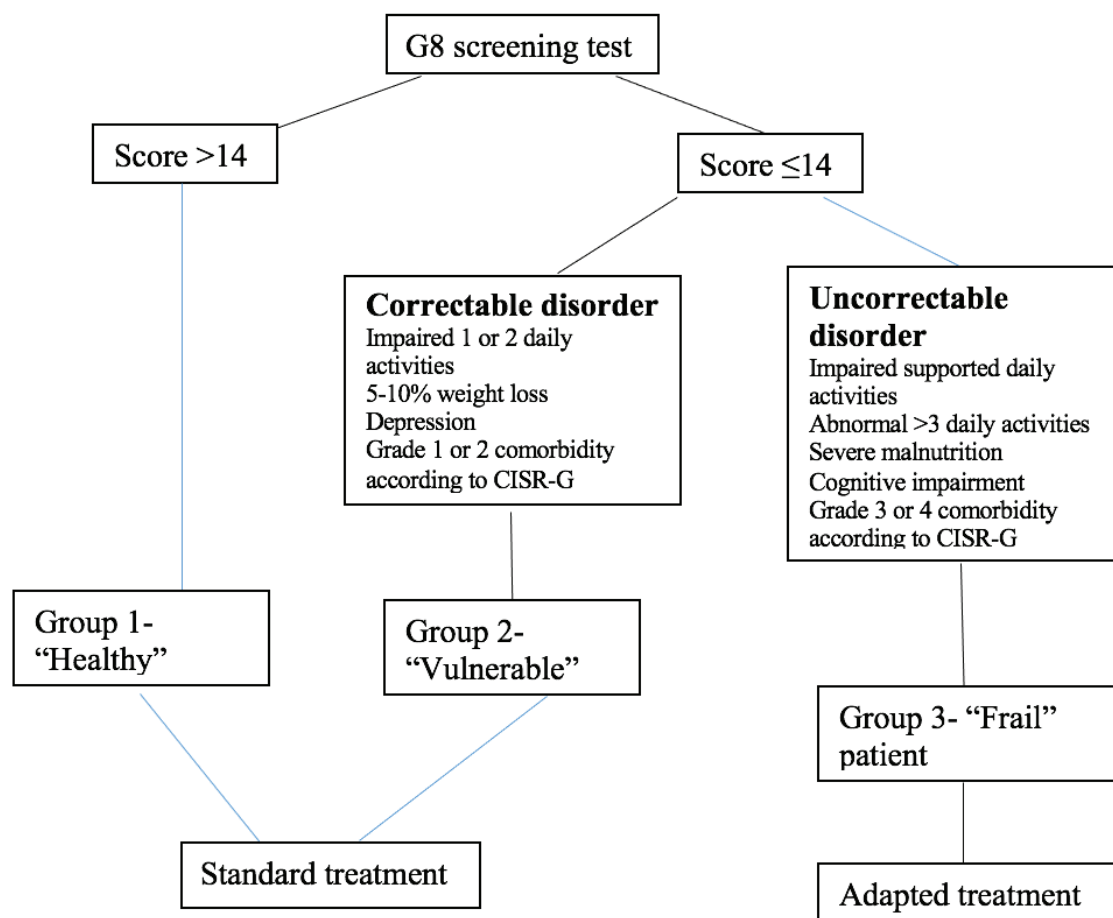 G8 screening test
Score >14
Score ≤14
Correctable disorder
Impaired 1 or 2 daily
activities
5-10% weight loss
Depression
Grade 1 or 2 comorbidity
according to CISR-G
Uncorrectable
disorder
Impaired supported daily
activities
Abnormal >3 daily activities
Severe malnutrition
Cognitive impairment
Grade 3 or 4 comorbidity
according to CISR-G
Group 1-
“Healthy”
Group 2-
“Vulnerable”
Group 3- “Frail”
patient
Standard treatment
Adapted treatment